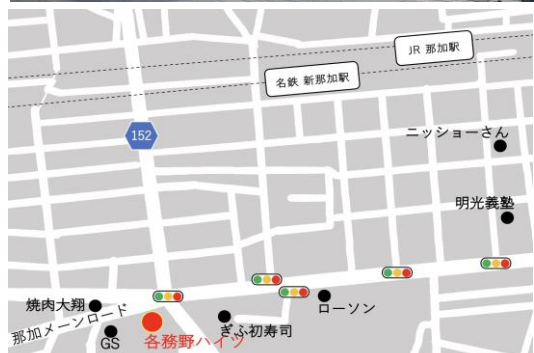 JR 那加駅
名鉄 新那加駅
152
ニッショーさん
明光義塾
焼肉大翔
ローソン
那加メーンロード
GS
各務野ハイツ
ぎふ初寿司